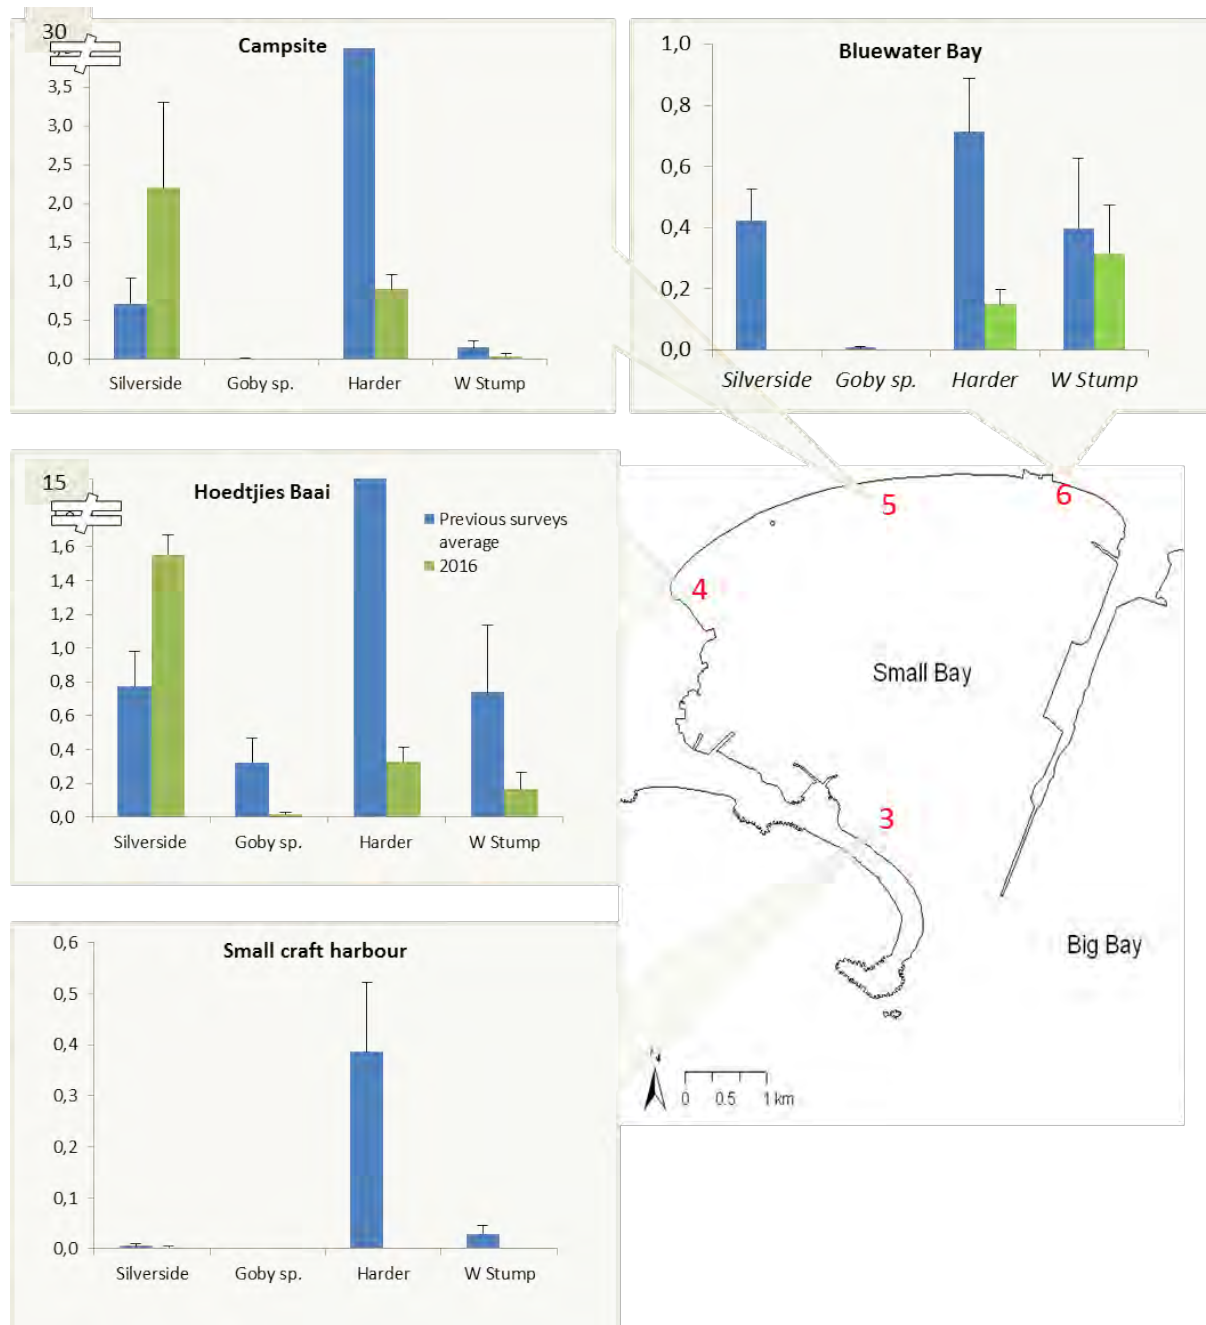 30
Campsite
3,5
3,0
2,5
2,0
1,5
1,0
0,5
0,0
Silverside Goby sp. Harder W Stump
Bluewater Bay
1,0
0,8
0,6
0,4
0,2
0,0
Silverside Goby sp. Harder W Stump
15
Hoedtjies Baai
Previous surveys
average
2016
1,6
1,4
1,2
1,0
0,8
0,6
0,4
0,2
0,0
Silverside Goby sp. Harder W Stump
5
6
4
Small Bay
3
Big Bay
N
0 0.5 1 km
Small craft harbour
0,6
0,5
0,4
0,3
0,2
0,1
0,0
Silverside Goby sp. Harder W Stump